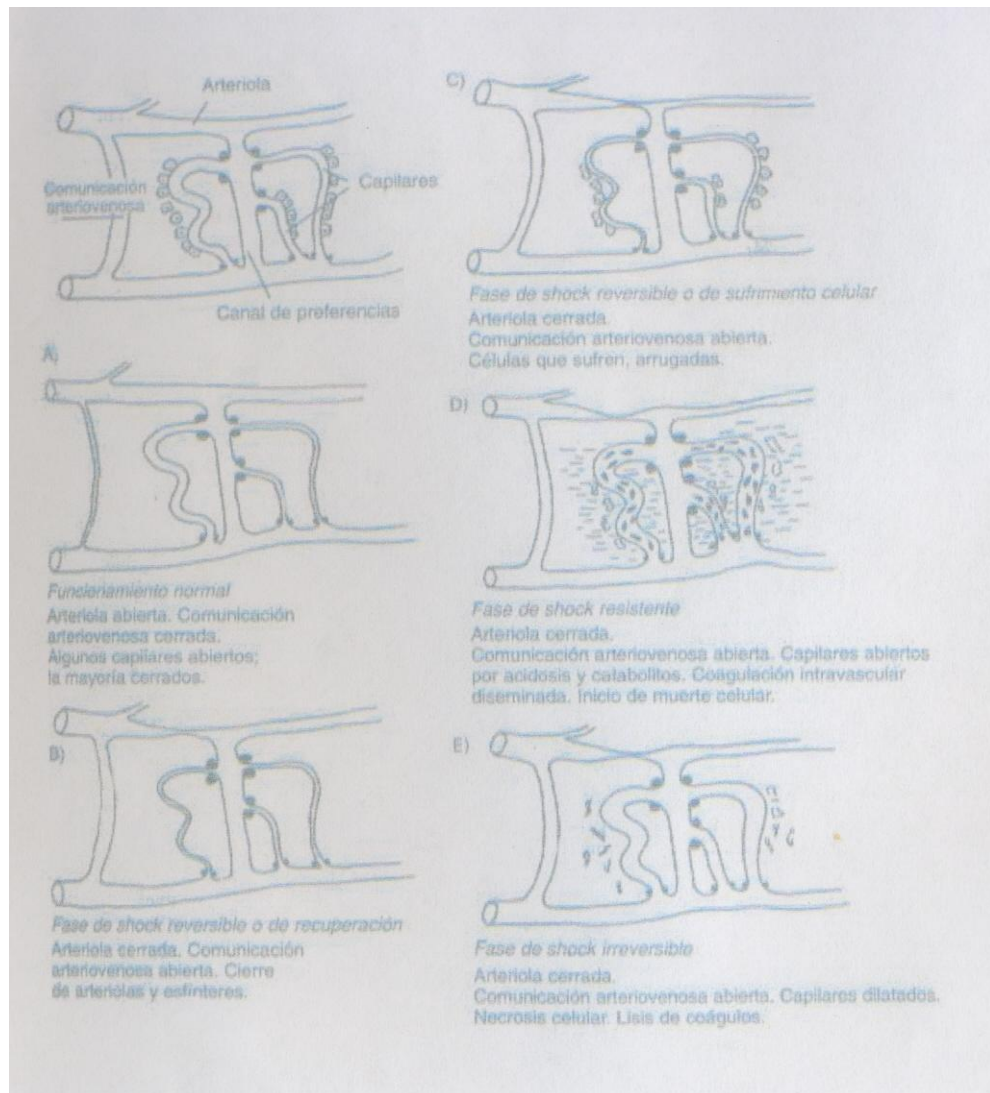 Arteriola
Comunicación
arteriovenosa
Capilares
Canal de preferencias
A)
Funcionamiento normal
Arteriola abierta. Comunicación
arteriovenosa cerrada.
Algunos capilares abiertos;
la mayoría cerrados.
B)
Fase de shock reversible o de recuperación
Arteriola cerrada. Comunicación
arteriovenosa abierta. Cierre
de arteriolas y esfínteres.
C)
Fase de shock reversible o de sufrimiento celular
Arteriola cerrada.
Comunicación arteriovenosa abierta.
Células que sufren, arrugadas.
D)
Fase de shock resistente
Arteriola cerrada.
Comunicación arteriovenosa abierta. Capilares abiertos
por acidosis y catabolitos. Coagulación intravascular
diseminada. Inicio de muerte celular.
E)
Fase de shock irreversible
Arteriola cerrada.
Comunicación arteriovenosa abierta. Capilares dilatados.
Necrosis celular. Lisis de coágulos.